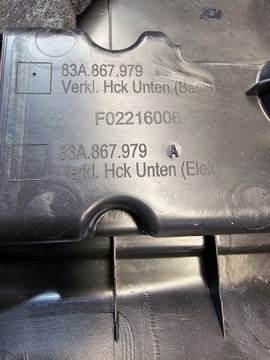 83A.867.979
Verkl. Hck Unten (Basis)
F02216006
83A.867.979 A
Verkl. Hck Unten (Elek.)